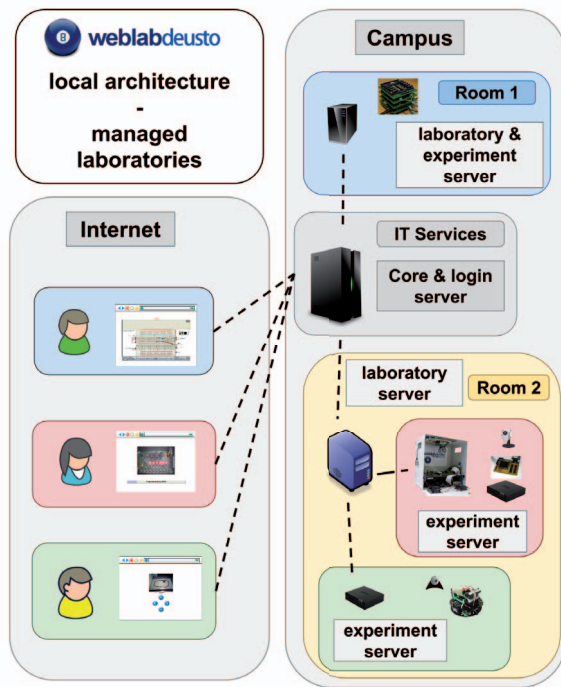 weblabdeusto
local architecture
-
managed
laboratories
Internet
Campus
Room 1
laboratory &
experiment
server
IT Services
Core & login
server
laboratory
server
Room 2
experiment
server
experiment
server